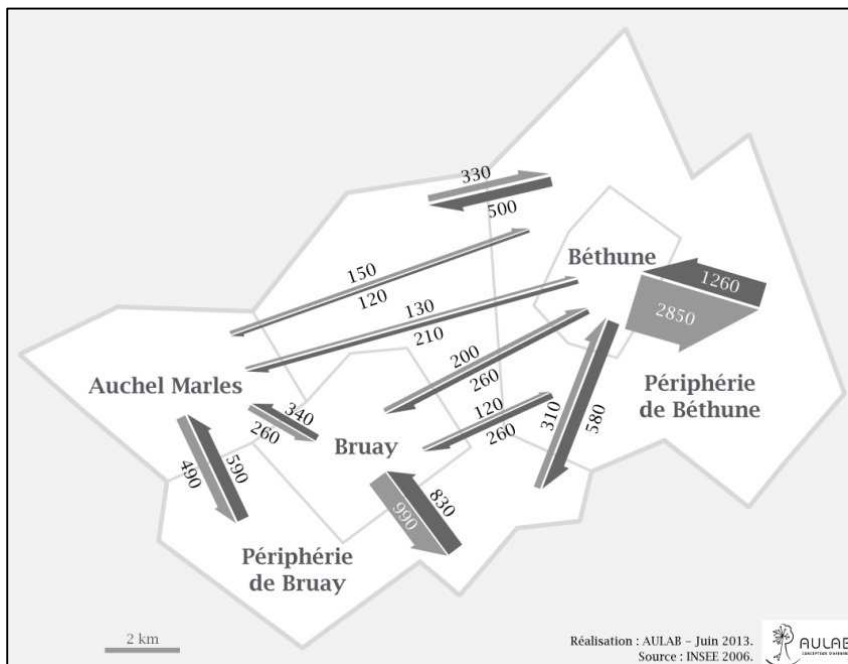 330
500
Béthune
150
120
1260
130
210
2850
200
260
Auchel Marles
Périphérie
de Béthune
340
260
120
260
310
580
Bruay
490
590
830
990
Périphérie
de Bruay
2 km
Réalisation : AULAB – Juin 2013.
Source : INSEE 2006.
AULAB